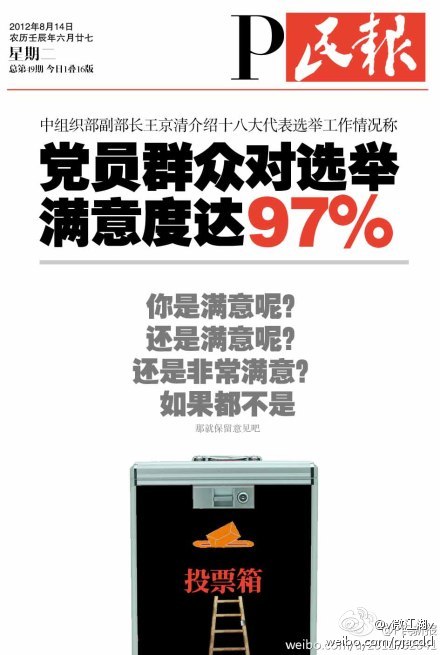 2012年8月14日
农历壬辰年六月廿七
星期二
总第49期 今日1叠16版
P民報
中组织部副部长王京清介绍十八大代表选举工作情况称
党员群众对选举
满意度达97%
你是满意呢?
还是满意呢?
还是非常满意?
如果都不是
那就保留意见吧
投票箱
@v微江湖v
weibo.com/pjacdd